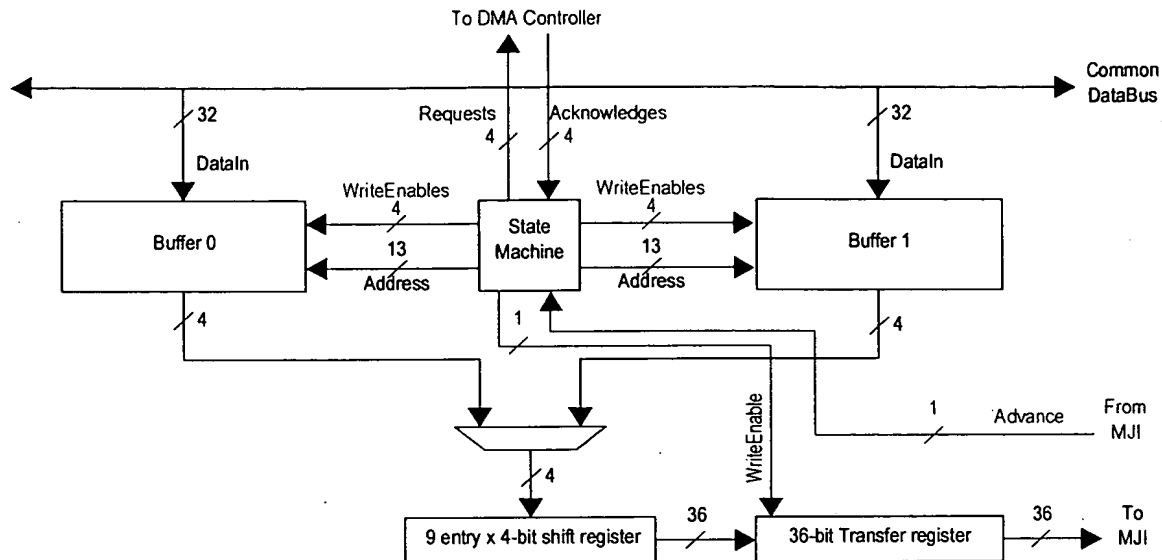 To DMA Controller
Common
DataBus
32
Requests
4
Acknowledges
4
32
DataIn
DataIn
WriteEnables
4
WriteEnables
4
Buffer 0
State
Machine
Buffer 1
13
Address
13
Address
4
1
4
WriteEnable
1
Advance
From
MJI
4
9 entry x 4-bit shift register
36
36-bit Transfer register
36
To
MJI